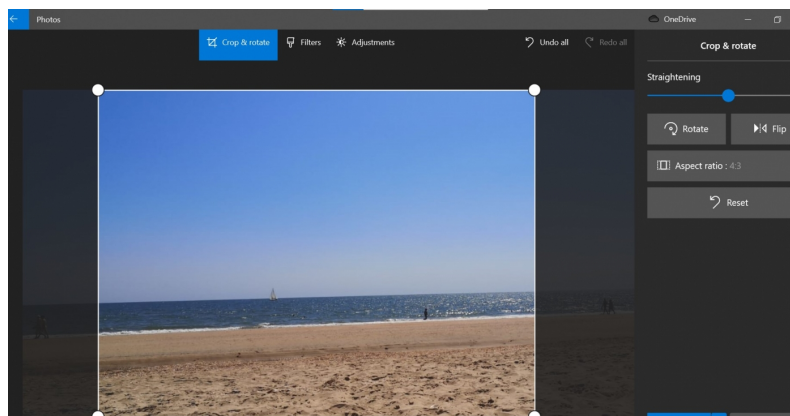 Photos
OneDrive
Crop & rotate Filters Adjustments Undo all Redo all
Crop & rotate
Straightening
Rotate Flip
Aspect ratio : 4:3
Reset